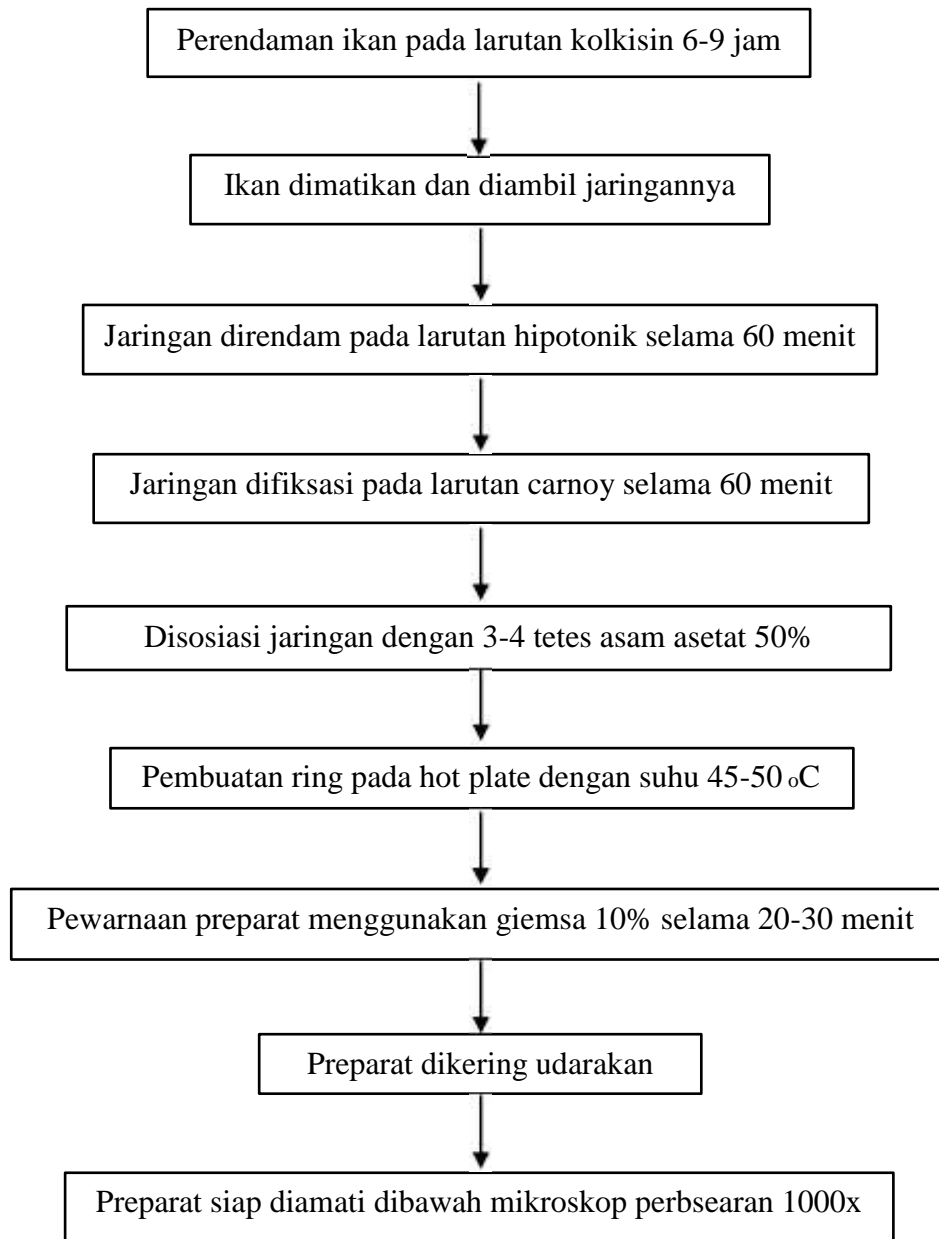 Perendaman ikan pada larutan kolkisin 6-9 jam
Ikan dimatikan dan diambil jaringannya
Jaringan direndam pada larutan hipotonik selama 60 menit
Jaringan difiksasi pada larutan carnoy selama 60 menit
Disosiasi jaringan dengan 3-4 tetes asam asetat 50%
Pembuatan ring pada hot plate dengan suhu 45-50 oC
Pewarnaan preparat menggunakan giemsa 10% selama 20-30 menit
Preparat dikering udarakan
Preparat siap diamati dibawah mikroskop perbsearan 1000x